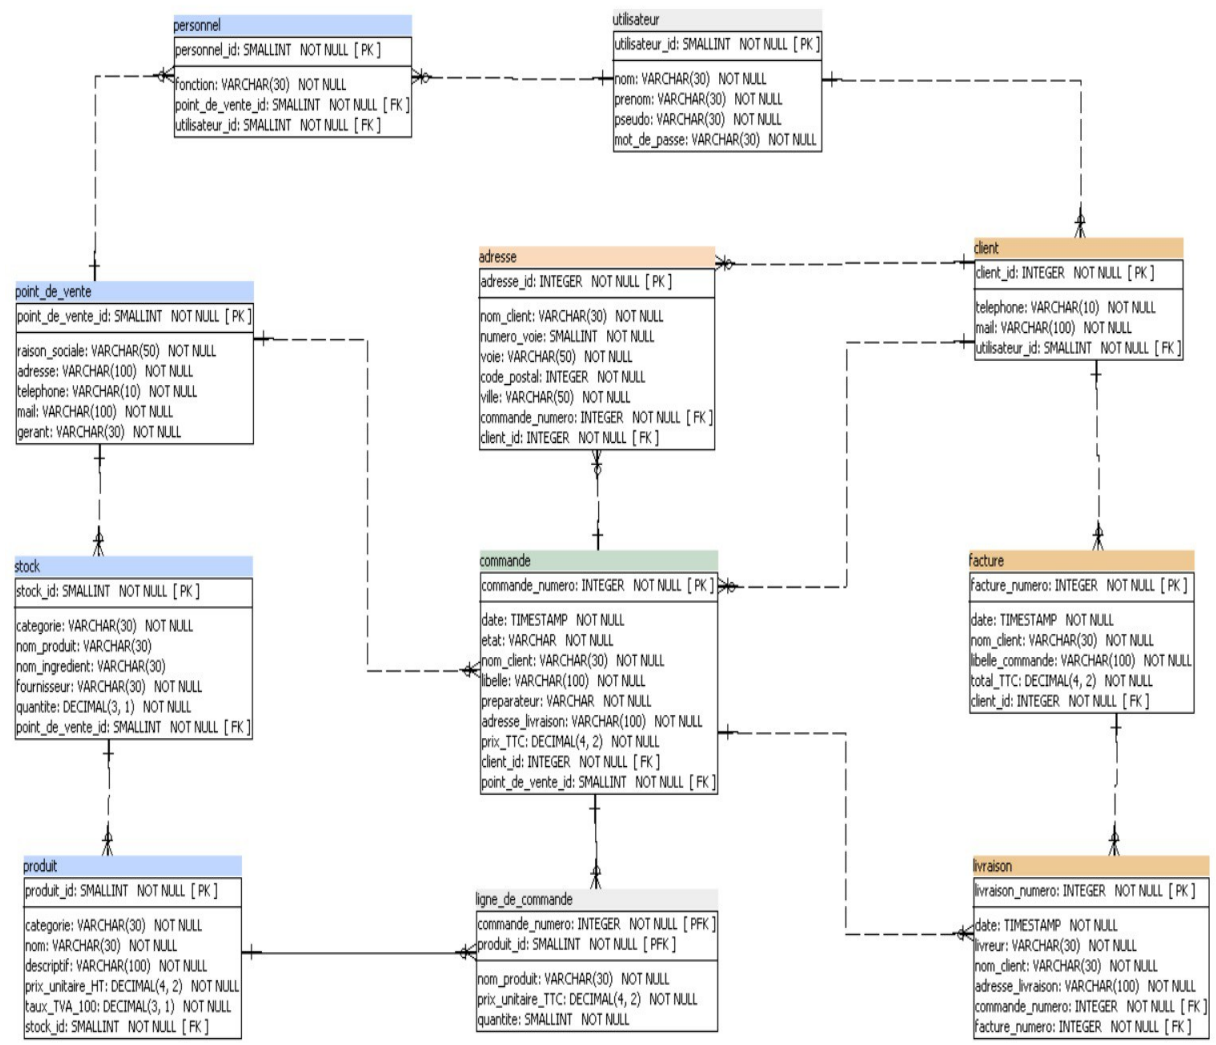 personnel
personnel_id: SMALLINT NOT NULL [ PK ]
fonction: VARCHAR(30) NOT NULL
point_de_vente_id: SMALLINT NOT NULL [ FK ]
utilisateur_id: SMALLINT NOT NULL [ FK ]
utilisateur
utilisateur_id: SMALLINT NOT NULL [ PK ]
nom: VARCHAR(30) NOT NULL
prenom: VARCHAR(30) NOT NULL
pseudo: VARCHAR(30) NOT NULL
mot_de_passe: VARCHAR(30) NOT NULL
point_de_vente
point_de_vente_id: SMALLINT NOT NULL [ PK ]
raison_sociale: VARCHAR(50) NOT NULL
adresse: VARCHAR(100) NOT NULL
telephone: VARCHAR(10) NOT NULL
mail: VARCHAR(100) NOT NULL
gerant: VARCHAR(30) NOT NULL
adresse
adresse_id: INTEGER NOT NULL [ PK ]
nom_client: VARCHAR(30) NOT NULL
numero_voie: SMALLINT NOT NULL
voie: VARCHAR(50) NOT NULL
code_postal: INTEGER NOT NULL
ville: VARCHAR(50) NOT NULL
commande_numero: INTEGER NOT NULL [ FK ]
client_id: INTEGER NOT NULL [ FK ]
client
client_id: INTEGER NOT NULL [ PK ]
telephone: VARCHAR(10) NOT NULL
mail: VARCHAR(100) NOT NULL
utilisateur_id: SMALLINT NOT NULL [ FK ]
stock
stock_id: SMALLINT NOT NULL [ PK ]
categorie: VARCHAR(30) NOT NULL
nom_produit: VARCHAR(30)
nom_ingredient: VARCHAR(30)
fournisseur: VARCHAR(30) NOT NULL
quantite: DECIMAL(3, 1) NOT NULL
point_de_vente_id: SMALLINT NOT NULL [ FK ]
commande
commande_numero: INTEGER NOT NULL [ PK ]
date: TIMESTAMP NOT NULL
etat: VARCHAR NOT NULL
nom_client: VARCHAR(30) NOT NULL
libelle: VARCHAR(100) NOT NULL
preparateur: VARCHAR NOT NULL
adresse_livraison: VARCHAR(100) NOT NULL
prix_TTC: DECIMAL(4, 2) NOT NULL
client_id: INTEGER NOT NULL [ FK ]
point_de_vente_id: SMALLINT NOT NULL [ FK ]
facture
facture_numero: INTEGER NOT NULL [ PK ]
date: TIMESTAMP NOT NULL
nom_client: VARCHAR(30) NOT NULL
libelle_commande: VARCHAR(100) NOT NULL
total_TTC: DECIMAL(4, 2) NOT NULL
client_id: INTEGER NOT NULL [ FK ]
produit
produit_id: SMALLINT NOT NULL [ PK ]
categorie: VARCHAR(30) NOT NULL
nom: VARCHAR(30) NOT NULL
descriptif: VARCHAR(100) NOT NULL
prix_unitaire_HT: DECIMAL(4, 2) NOT NULL
taux_TVA_100: DECIMAL(3, 1) NOT NULL
stock_id: SMALLINT NOT NULL [ FK ]
ligne_de_commande
commande_numero: INTEGER NOT NULL [ PFK ]
produit_id: SMALLINT NOT NULL [ PFK ]
nom_produit: VARCHAR(30) NOT NULL
prix_unitaire_TTC: DECIMAL(4, 2) NOT NULL
quantite: SMALLINT NOT NULL
livraison
livraison_numero: INTEGER NOT NULL [ PK ]
date: TIMESTAMP NOT NULL
livreur: VARCHAR(30) NOT NULL
nom_client: VARCHAR(30) NOT NULL
adresse_livraison: VARCHAR(100) NOT NULL
commande_numero: INTEGER NOT NULL [ FK ]
facture_numero: INTEGER NOT NULL [ FK ]